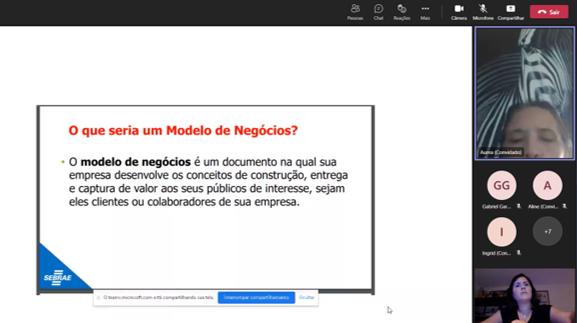 Pessoas
Chat
Reações
Mais
Câmera
Microfone
Compartilhar
Sair
O que seria um Modelo de Negócios?
• O modelo de negócios é um documento na qual sua
empresa desenvolve os conceitos de construção, entrega
e captura de valor aos seus públicos de interesse, sejam
eles clientes ou colaboradores de sua empresa.
SEBRAE
O teams.microsoft.com está compartilhando sua tela.
Interromper compartilhamento
Ocultar
(Convidado)
GG
A
Gabriel Gar...
Aline (Convi...
I
+7
Ingrid (Con...